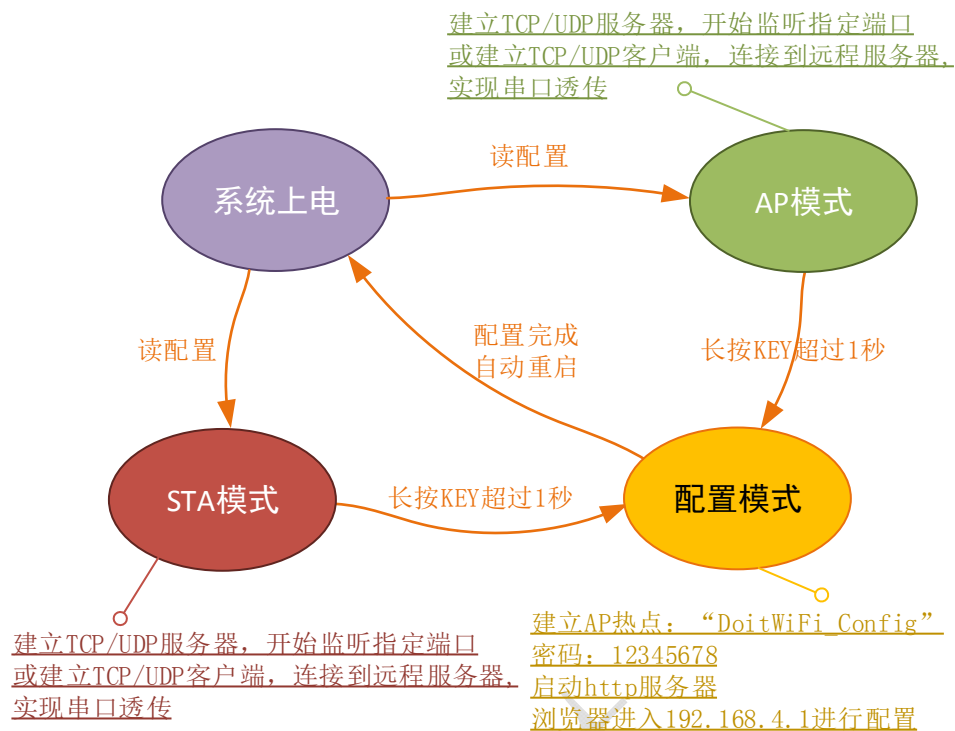 建立TCP/UDP服务器，开始监听指定端口
或建立TCP/UDP客户端，连接到远程服务器，
实现串口透传
读配置
系统上电
AP模式
读配置
配置完成
自动重启
长按KEY超过1秒
STA模式
长按KEY超过1秒
配置模式
建立TCP/UDP服务器，开始监听指定端口
或建立TCP/UDP客户端，连接到远程服务器，
实现串口透传
建立AP热点：“DoitWiFi_Config”
密码：12345678
启动http服务器
浏览器进入192.168.4.1进行配置